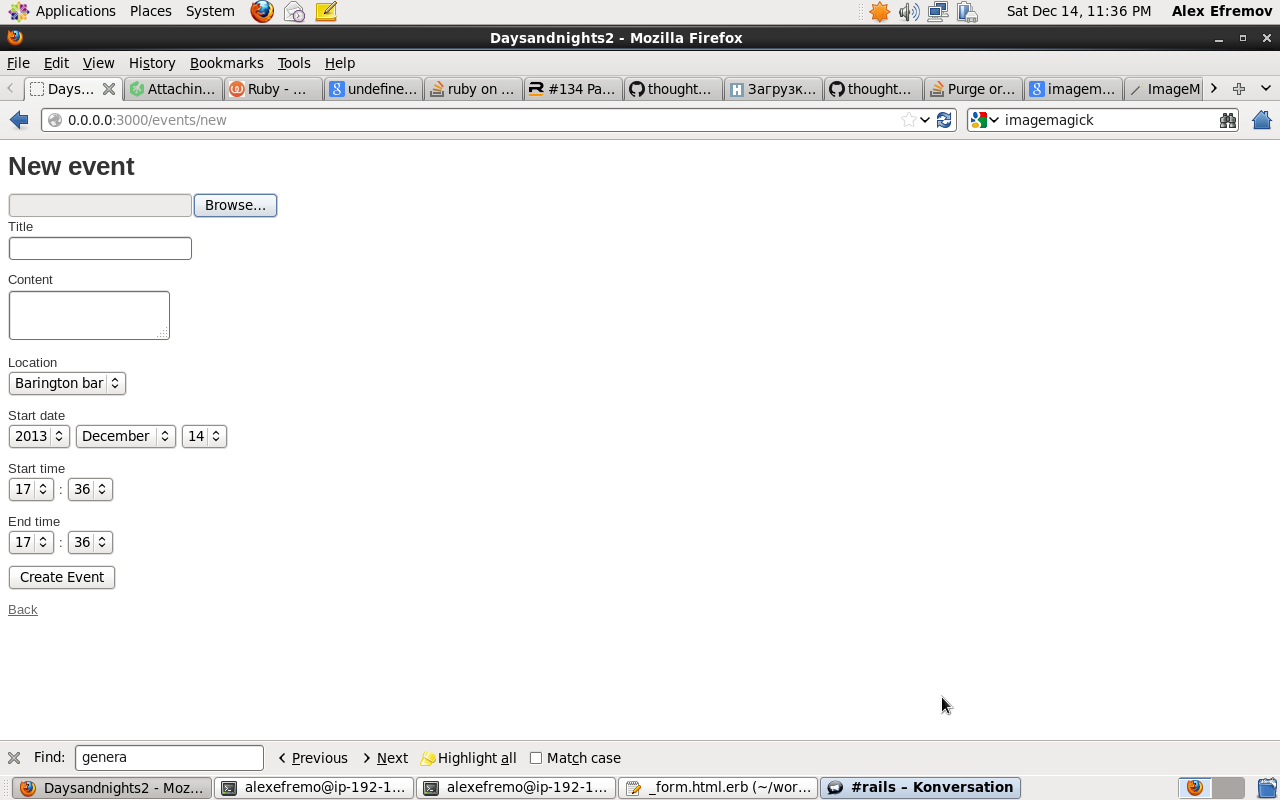 Applications Places System Sat Dec 14, 11:36 PM Alex Efremov
Daysandnights2 - Mozilla Firefox
File Edit View History Bookmarks Tools Help
Days... Attachin... Ruby - ... undefine... ruby on ... #134 Pa... thought... Загрузк... thought... Purge or... imagem... ImageM
0.0.0.0:3000/events/new imagemagick
New event
Browse...
Title
Content
Location
Barington bar
Start date
2013 December 14
Start time
17 : 36
End time
17 : 36
Create Event
Back
Find: genera Previous Next Highlight all Match case
Daysandnights2 - Moz... alexefremo@ip-192-1... alexefremo@ip-192-1... _form.html.erb (~/wor... #rails – Konversation